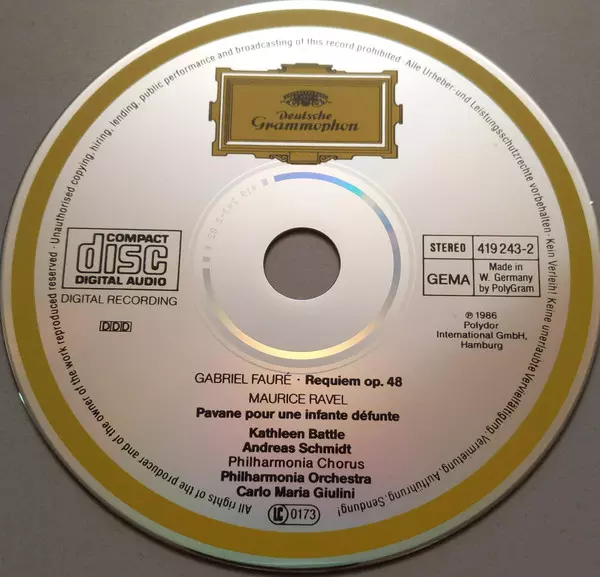 · Unauthorised copying, hiring, lending, public performance and broadcasting of this record prohibited · Alle Urheber- und Leistungsschutzrechte vorbehalten · Kein Verleih! Keine unerlaubte Vervielfältigung, Vermietung, Aufführung, Sendung!
All rights of the producer and of the owner of the work reproduced reserved
Deutsche
Grammophon
COMPACT
disc
DIGITAL AUDIO
DIGITAL RECORDING
DDD
STEREO
419 243-2
GEMA
Made in
W. Germany
by PolyGram
℗ 1986
Polydor
International GmbH,
Hamburg
GABRIEL FAURÉ · Requiem op. 48
MAURICE RAVEL
Pavane pour une infante défunte
Kathleen Battle
Andreas Schmidt
Philharmonia Chorus
Philharmonia Orchestra
Carlo Maria Giulini
LC 0173